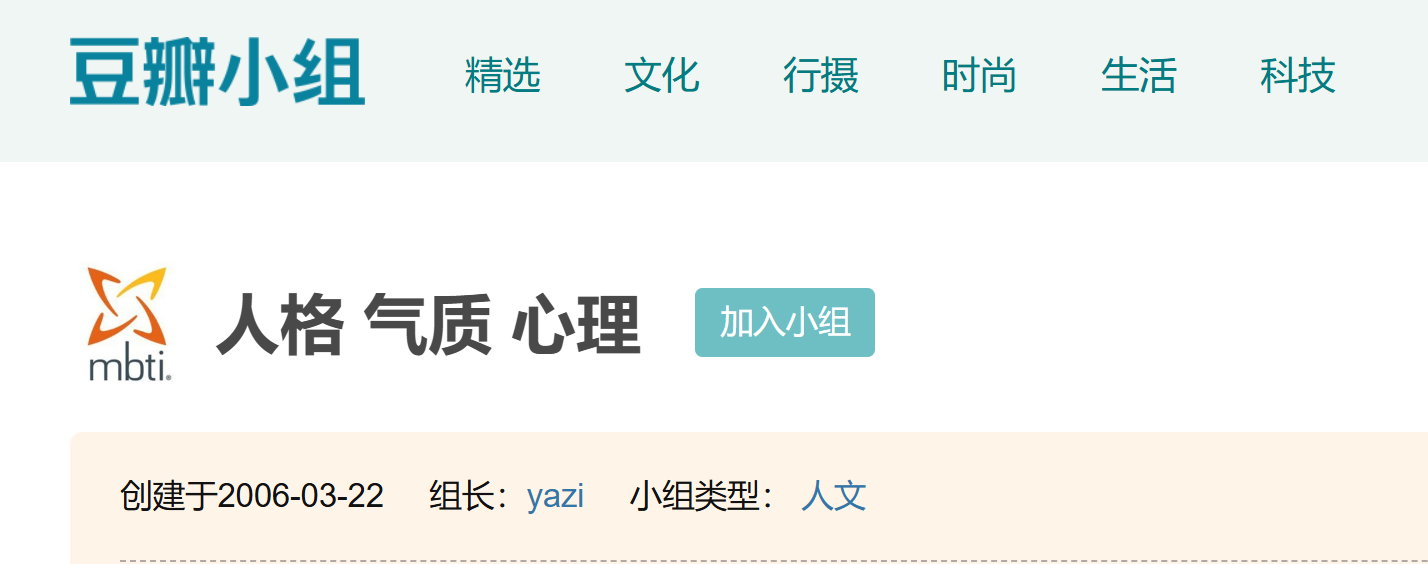 豆瓣小组 精选 文化 行摄 时尚 生活 科技
人格 气质 心理 加入小组
mbti®
创建于2006-03-22 组长：yazi 小组类型： 人文